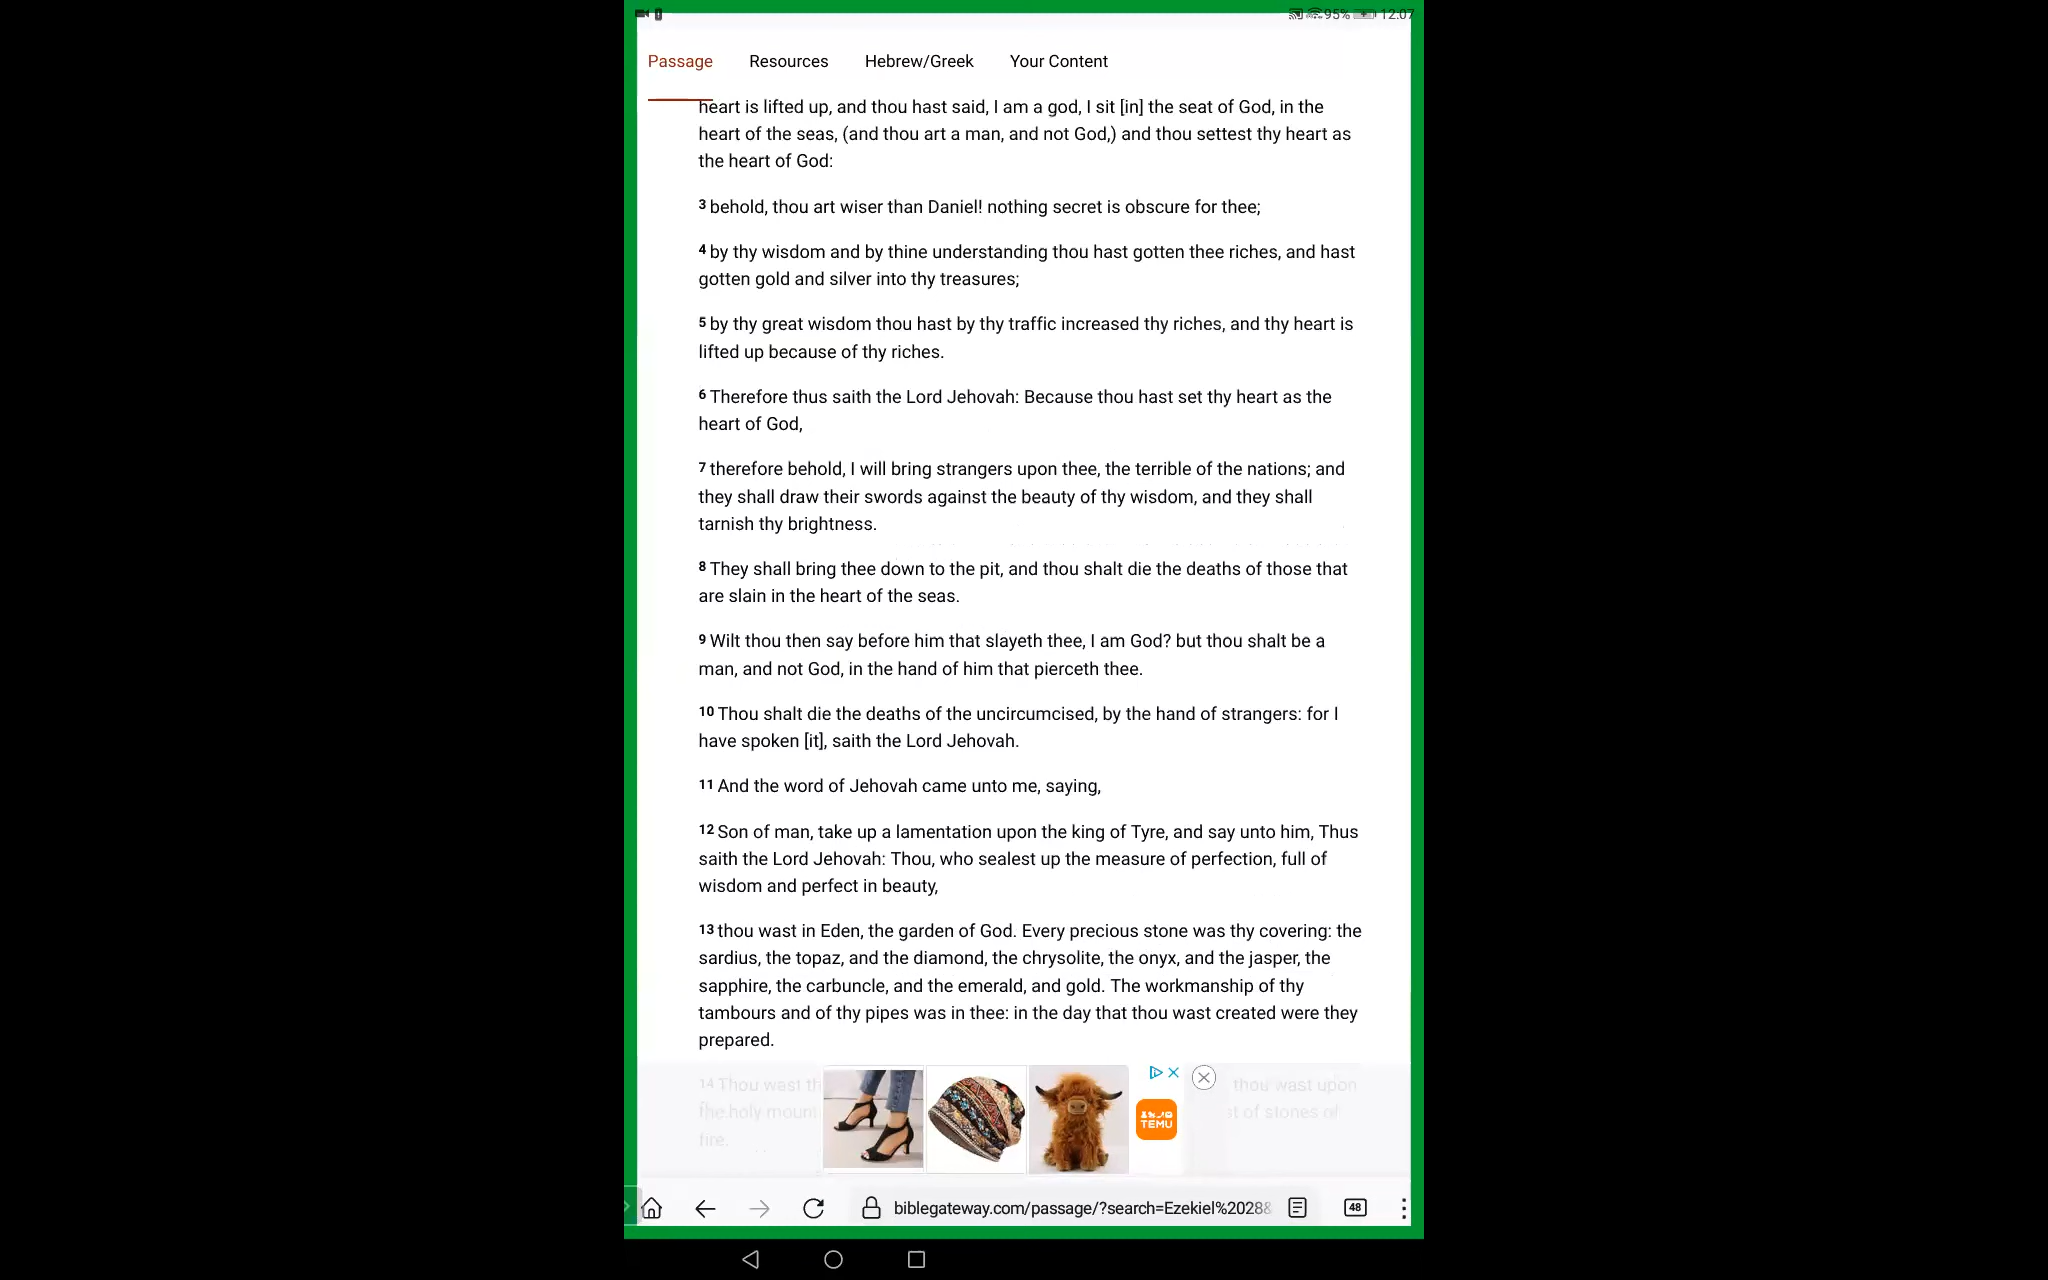 95% 12:07
Passage Resources Hebrew/Greek Your Content
heart is lifted up, and thou hast said, I am a god, I sit [in] the seat of God, in the
heart of the seas, (and thou art a man, and not God,) and thou settest thy heart as
the heart of God:
3 behold, thou art wiser than Daniel! nothing secret is obscure for thee;
4 by thy wisdom and by thine understanding thou hast gotten thee riches, and hast
gotten gold and silver into thy treasures;
5 by thy great wisdom thou hast by thy traffic increased thy riches, and thy heart is
lifted up because of thy riches.
6 Therefore thus saith the Lord Jehovah: Because thou hast set thy heart as the
heart of God,
7 therefore behold, I will bring strangers upon thee, the terrible of the nations; and
they shall draw their swords against the beauty of thy wisdom, and they shall
tarnish thy brightness.
8 They shall bring thee down to the pit, and thou shalt die the deaths of those that
are slain in the heart of the seas.
9 Wilt thou then say before him that slayeth thee, I am God? but thou shalt be a
man, and not God, in the hand of him that pierceth thee.
10 Thou shalt die the deaths of the uncircumcised, by the hand of strangers: for I
have spoken [it], saith the Lord Jehovah.
11 And the word of Jehovah came unto me, saying,
12 Son of man, take up a lamentation upon the king of Tyre, and say unto him, Thus
saith the Lord Jehovah: Thou, who sealest up the measure of perfection, full of
wisdom and perfect in beauty,
13 thou wast in Eden, the garden of God. Every precious stone was thy covering: the
sardius, the topaz, and the diamond, the chrysolite, the onyx, and the jasper, the
sapphire, the carbuncle, and the emerald, and gold. The workmanship of thy
tambours and of thy pipes was in thee: in the day that thou wast created were they
prepared.
14 Thou wast th thou wast upon
the holy mount st of stones of
fire.
TEMU
biblegateway.com/passage/?search=Ezekiel%2028& 48